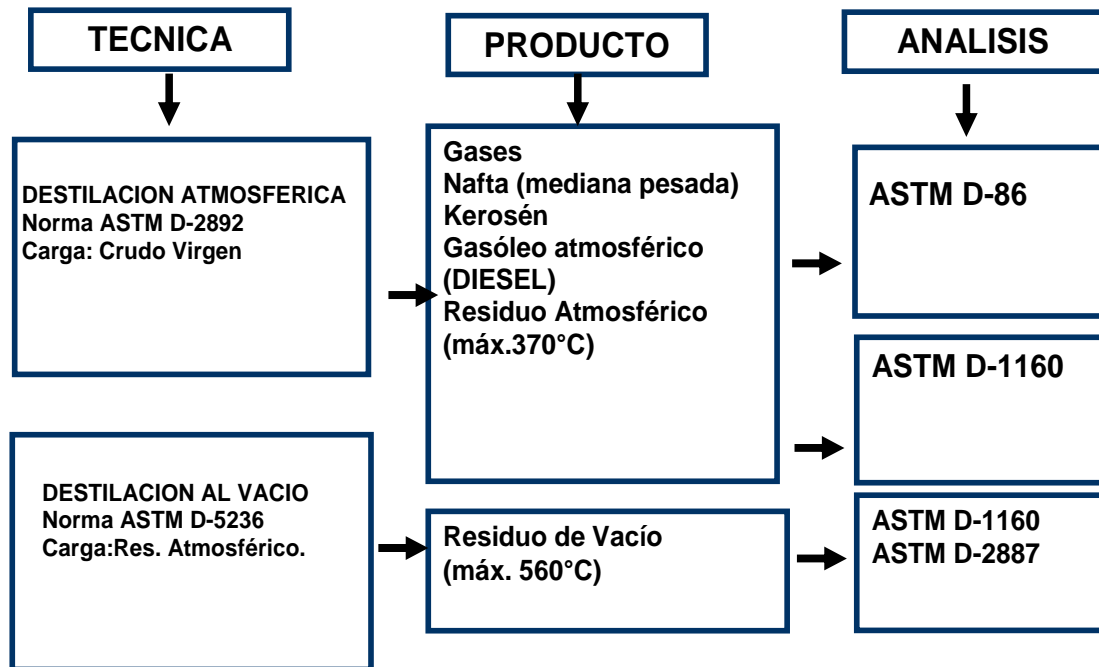 TECNICA
PRODUCTO
ANALISIS
DESTILACION ATMOSFERICA
Norma ASTM D-2892
Carga: Crudo Virgen
Gases
Nafta (mediana pesada)
Kerosén
Gasóleo atmosférico
(DIESEL)
Residuo Atmosférico
(máx.370°C)
ASTM D-86
ASTM D-1160
DESTILACION AL VACIO
Norma ASTM D-5236
Carga:Res. Atmosférico.
Residuo de Vacío
(máx. 560°C)
ASTM D-1160
ASTM D-2887